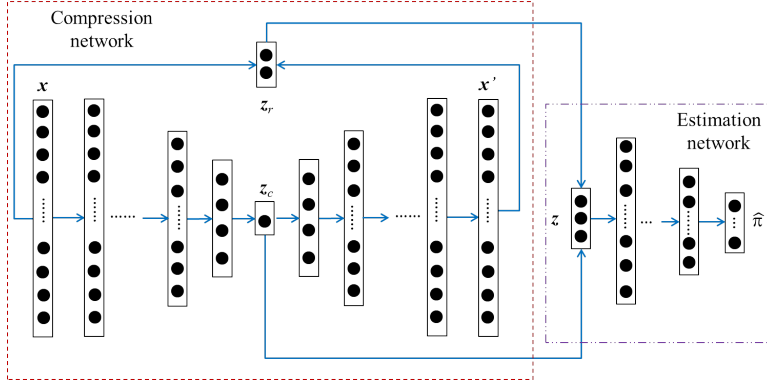 Compression
network
x
z_r
x'
z_c
Estimation
network
z
π̂